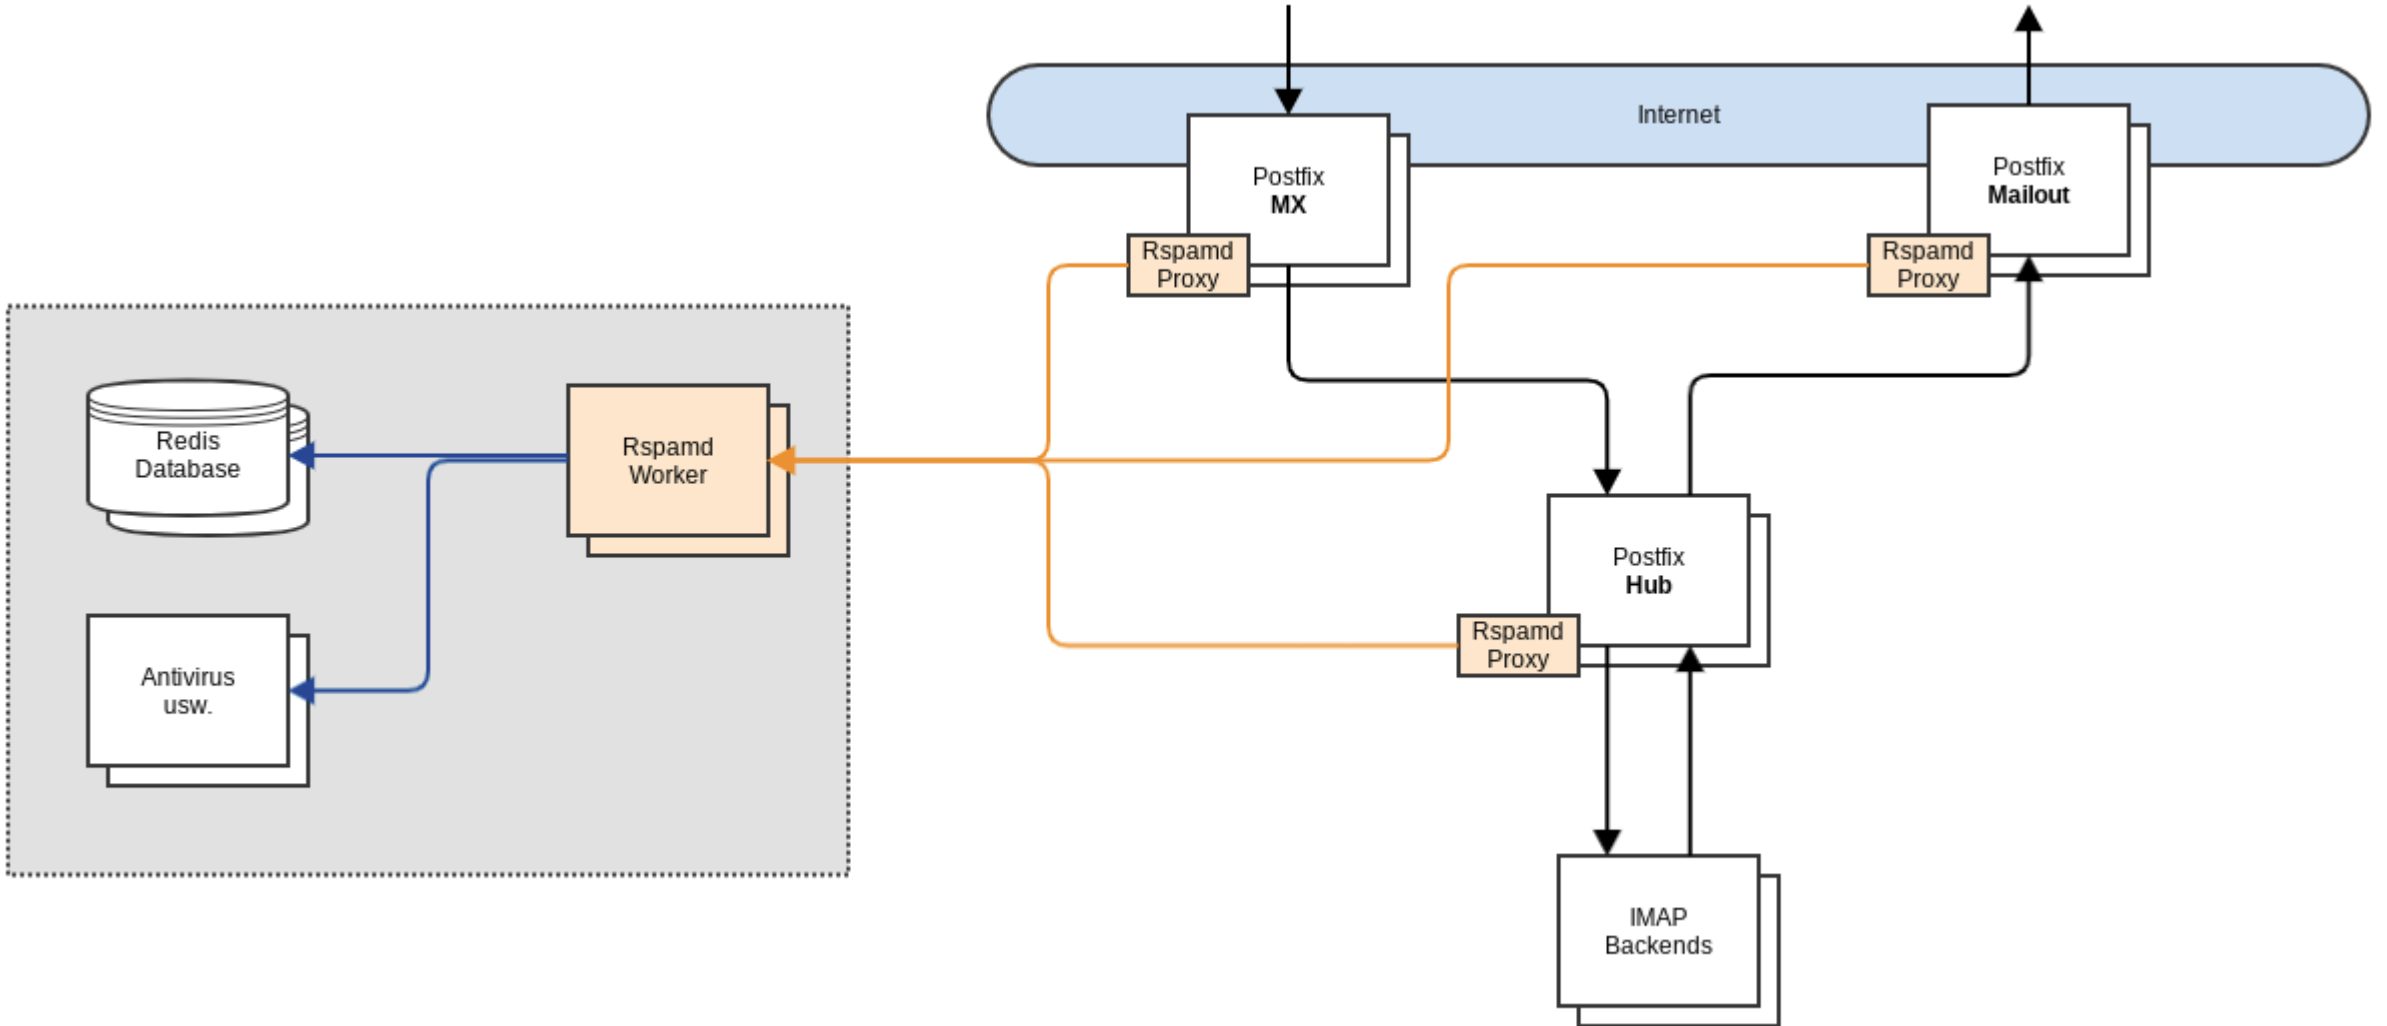 Internet
Postfix
MX
Postfix
Mailout
Rspamd
Proxy
Rspamd
Proxy
Redis
Database
Rspamd
Worker
Postfix
Hub
Rspamd
Proxy
Antivirus
usw.
IMAP
Backends